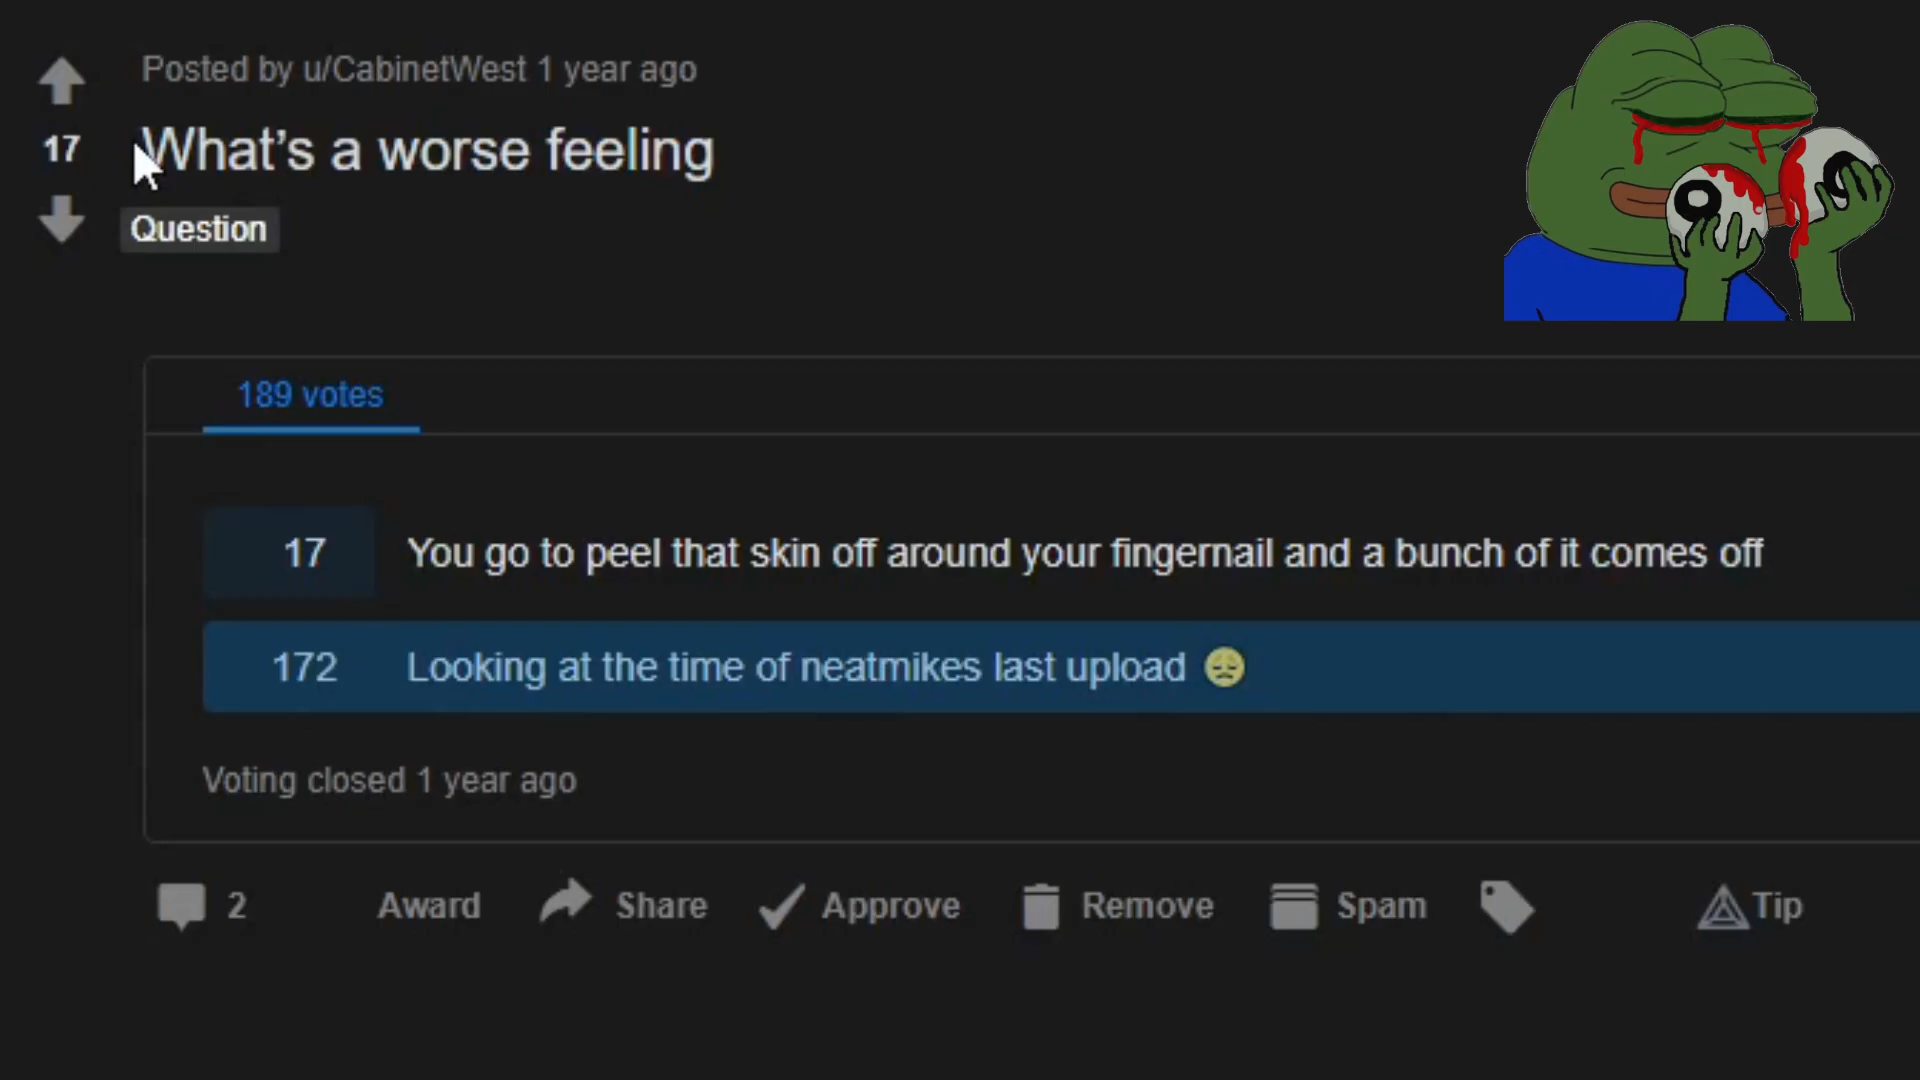 Posted by u/CabinetWest 1 year ago
17
What's a worse feeling
Question
189 votes
17 You go to peel that skin off around your fingernail and a bunch of it comes off
172 Looking at the time of neatmikes last upload 😞
Voting closed 1 year ago
2 Award Share Approve Remove Spam Tip